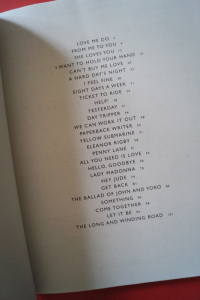 LOVE ME DO
FROM ME TO YOU
SHE LOVES YOU
I WANT TO HOLD YOUR HAND
CAN'T BUY ME LOVE
A HARD DAY'S NIGHT
I FEEL FINE
EIGHT DAYS A WEEK
TICKET TO RIDE
HELP!
YESTERDAY
DAY TRIPPER
WE CAN WORK IT OUT
PAPERBACK WRITER
YELLOW SUBMARINE
ELEANOR RIGBY
PENNY LANE
ALL YOU NEED IS LOVE
HELLO, GOODBYE
LADY MADONNA
HEY JUDE
GET BACK
THE BALLAD OF JOHN AND YOKO
SOMETHING
COME TOGETHER
LET IT BE
THE LONG AND WINDING ROAD